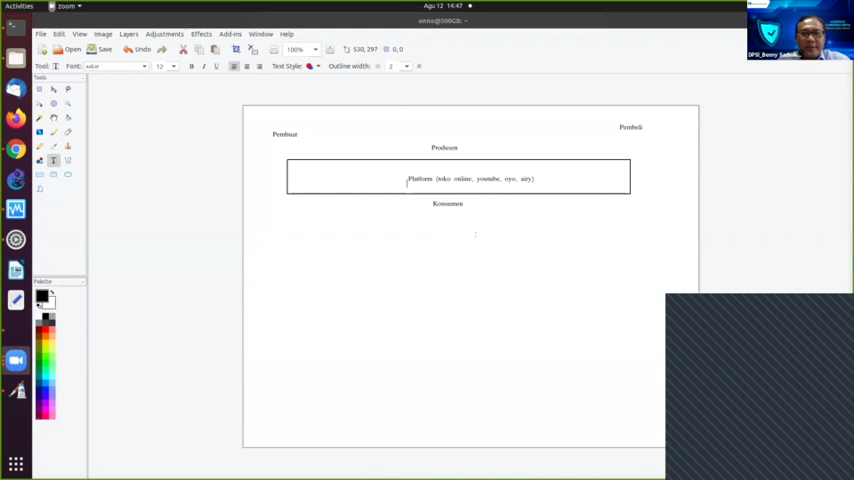 Activities
zoom
Agu 12 14:47
onno@500GB: ~
File Edit View Image Layers Adjustments Effects Add-ins Window Help
Open Save Undo 100% 530, 297 0, 0
Tool: T Font: 12 B I U Text Style: Outline width: 2
Tools
Palette
Pembuat
Pembeli
Produsen
Platform (toko online, youtube, oyo, airy)
Konsumen